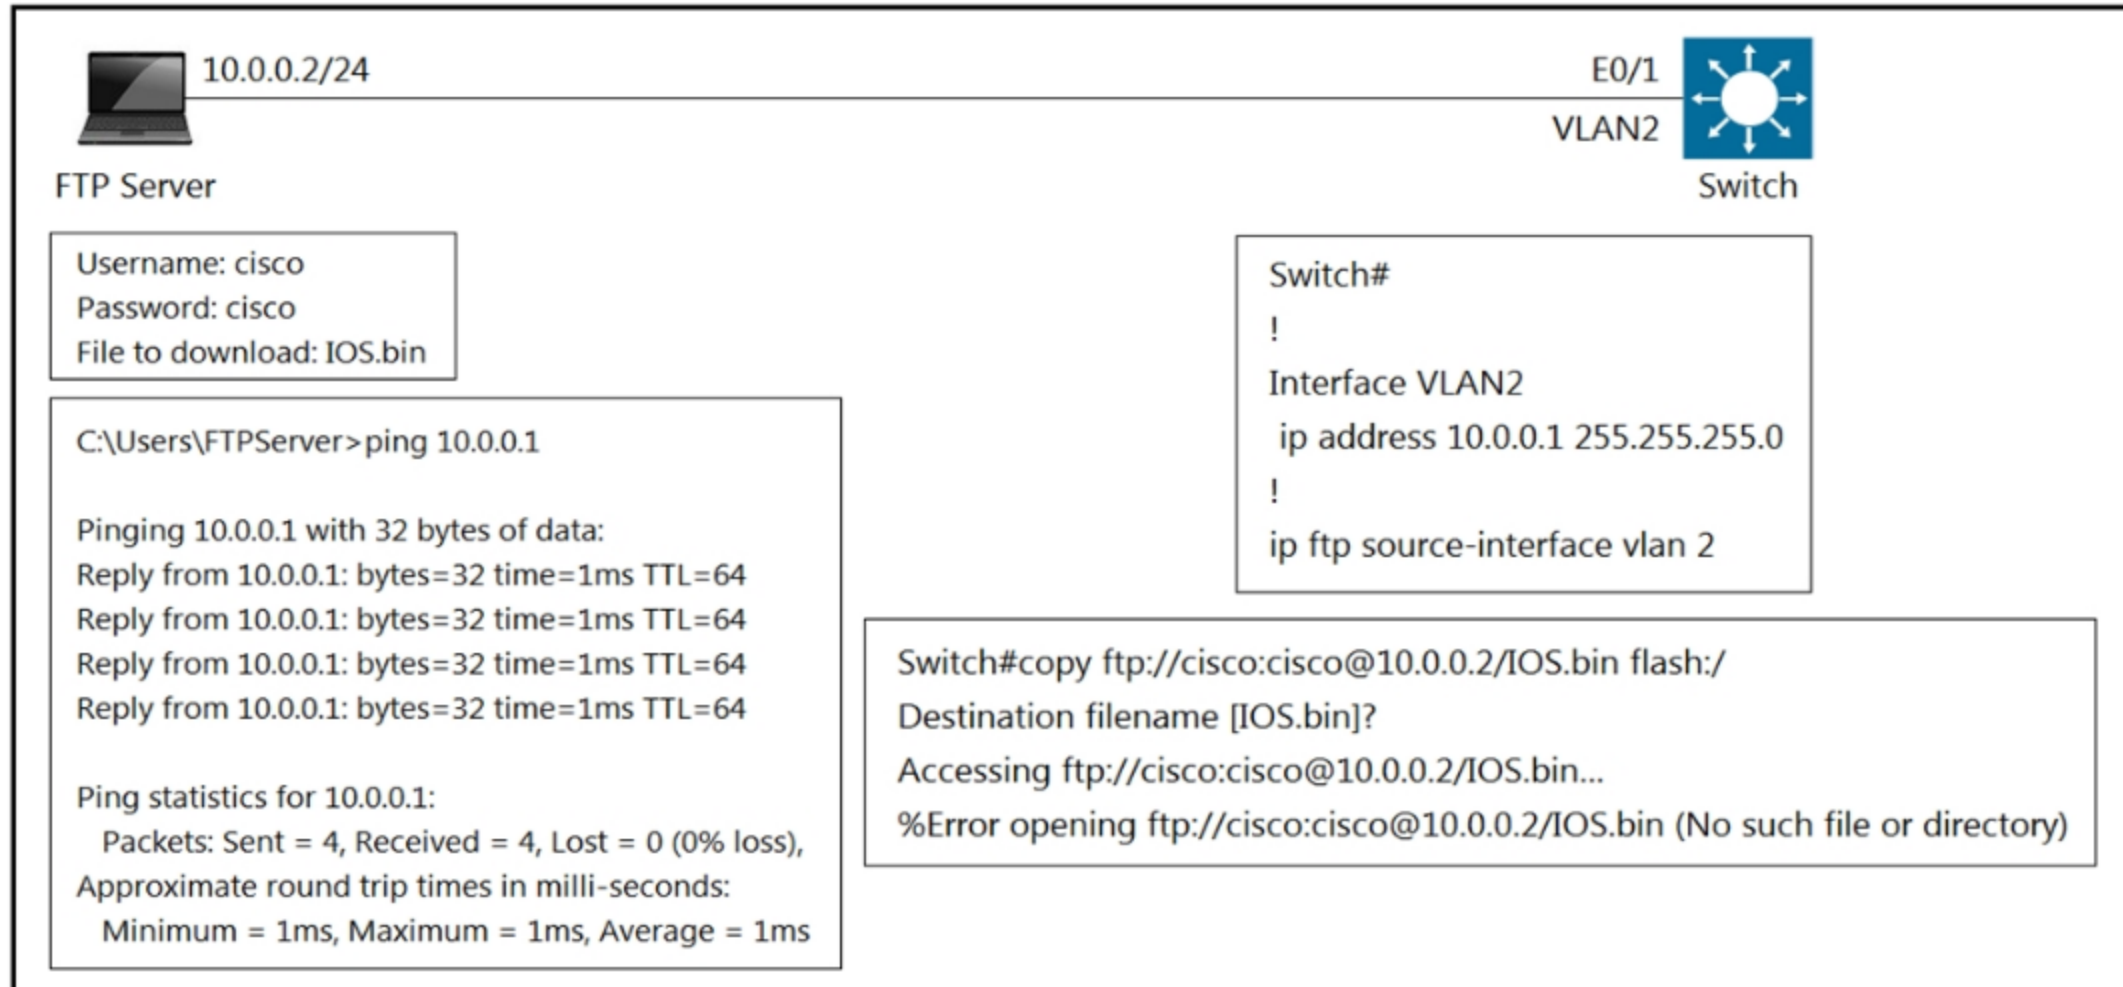 10.0.0.2/24
E0/1
VLAN2
FTP Server
Switch
Username: cisco
Password: cisco
File to download: IOS.bin
C:\Users\FTPServer>ping 10.0.0.1
Pinging 10.0.0.1 with 32 bytes of data:
Reply from 10.0.0.1: bytes=32 time=1ms TTL=64
Reply from 10.0.0.1: bytes=32 time=1ms TTL=64
Reply from 10.0.0.1: bytes=32 time=1ms TTL=64
Reply from 10.0.0.1: bytes=32 time=1ms TTL=64
Ping statistics for 10.0.0.1:
Packets: Sent = 4, Received = 4, Lost = 0 (0% loss),
Approximate round trip times in milli-seconds:
Minimum = 1ms, Maximum = 1ms, Average = 1ms
Switch#
!
Interface VLAN2
ip address 10.0.0.1 255.255.255.0
!
ip ftp source-interface vlan 2
Switch#copy ftp://cisco:cisco@10.0.0.2/IOS.bin flash:/
Destination filename [IOS.bin]?
Accessing ftp://cisco:cisco@10.0.0.2/IOS.bin...
%Error opening ftp://cisco:cisco@10.0.0.2/IOS.bin (No such file or directory)